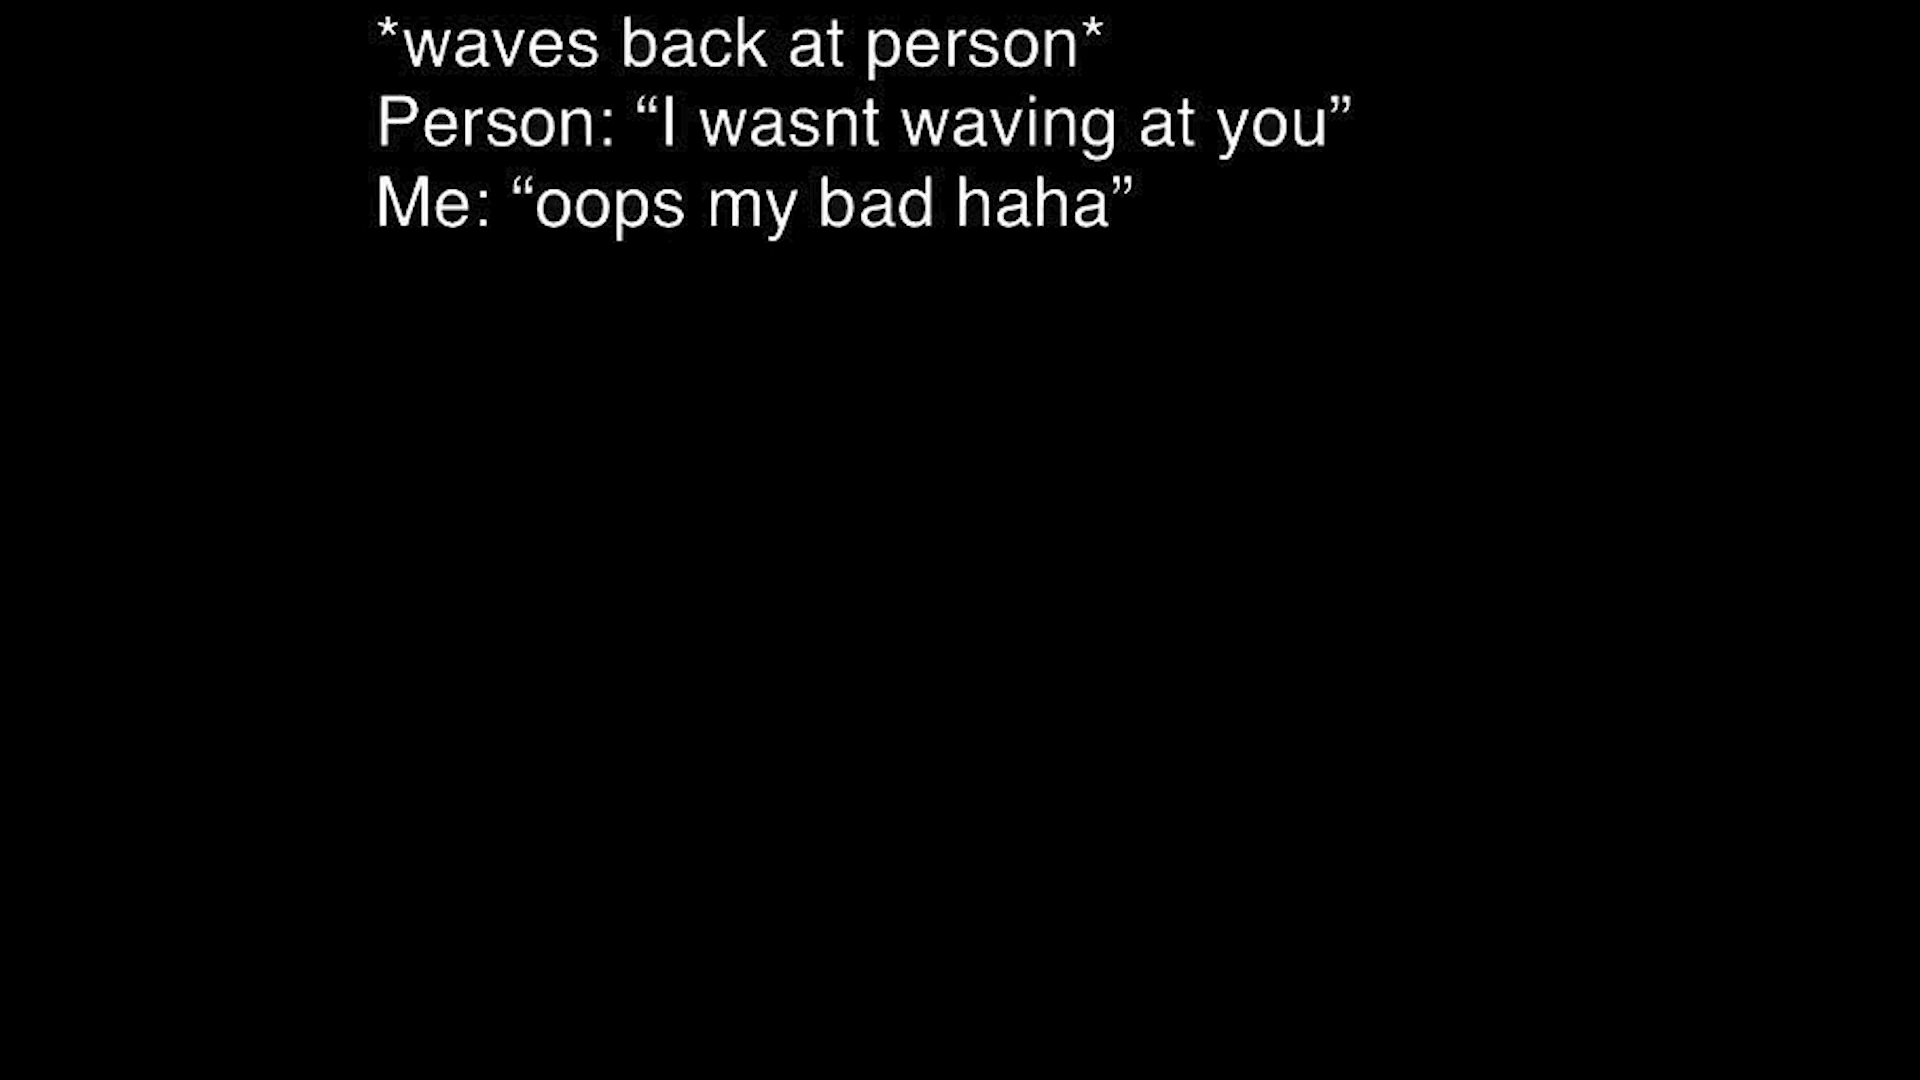 *waves back at person*
Person: “I wasnt waving at you”
Me: “oops my bad haha”